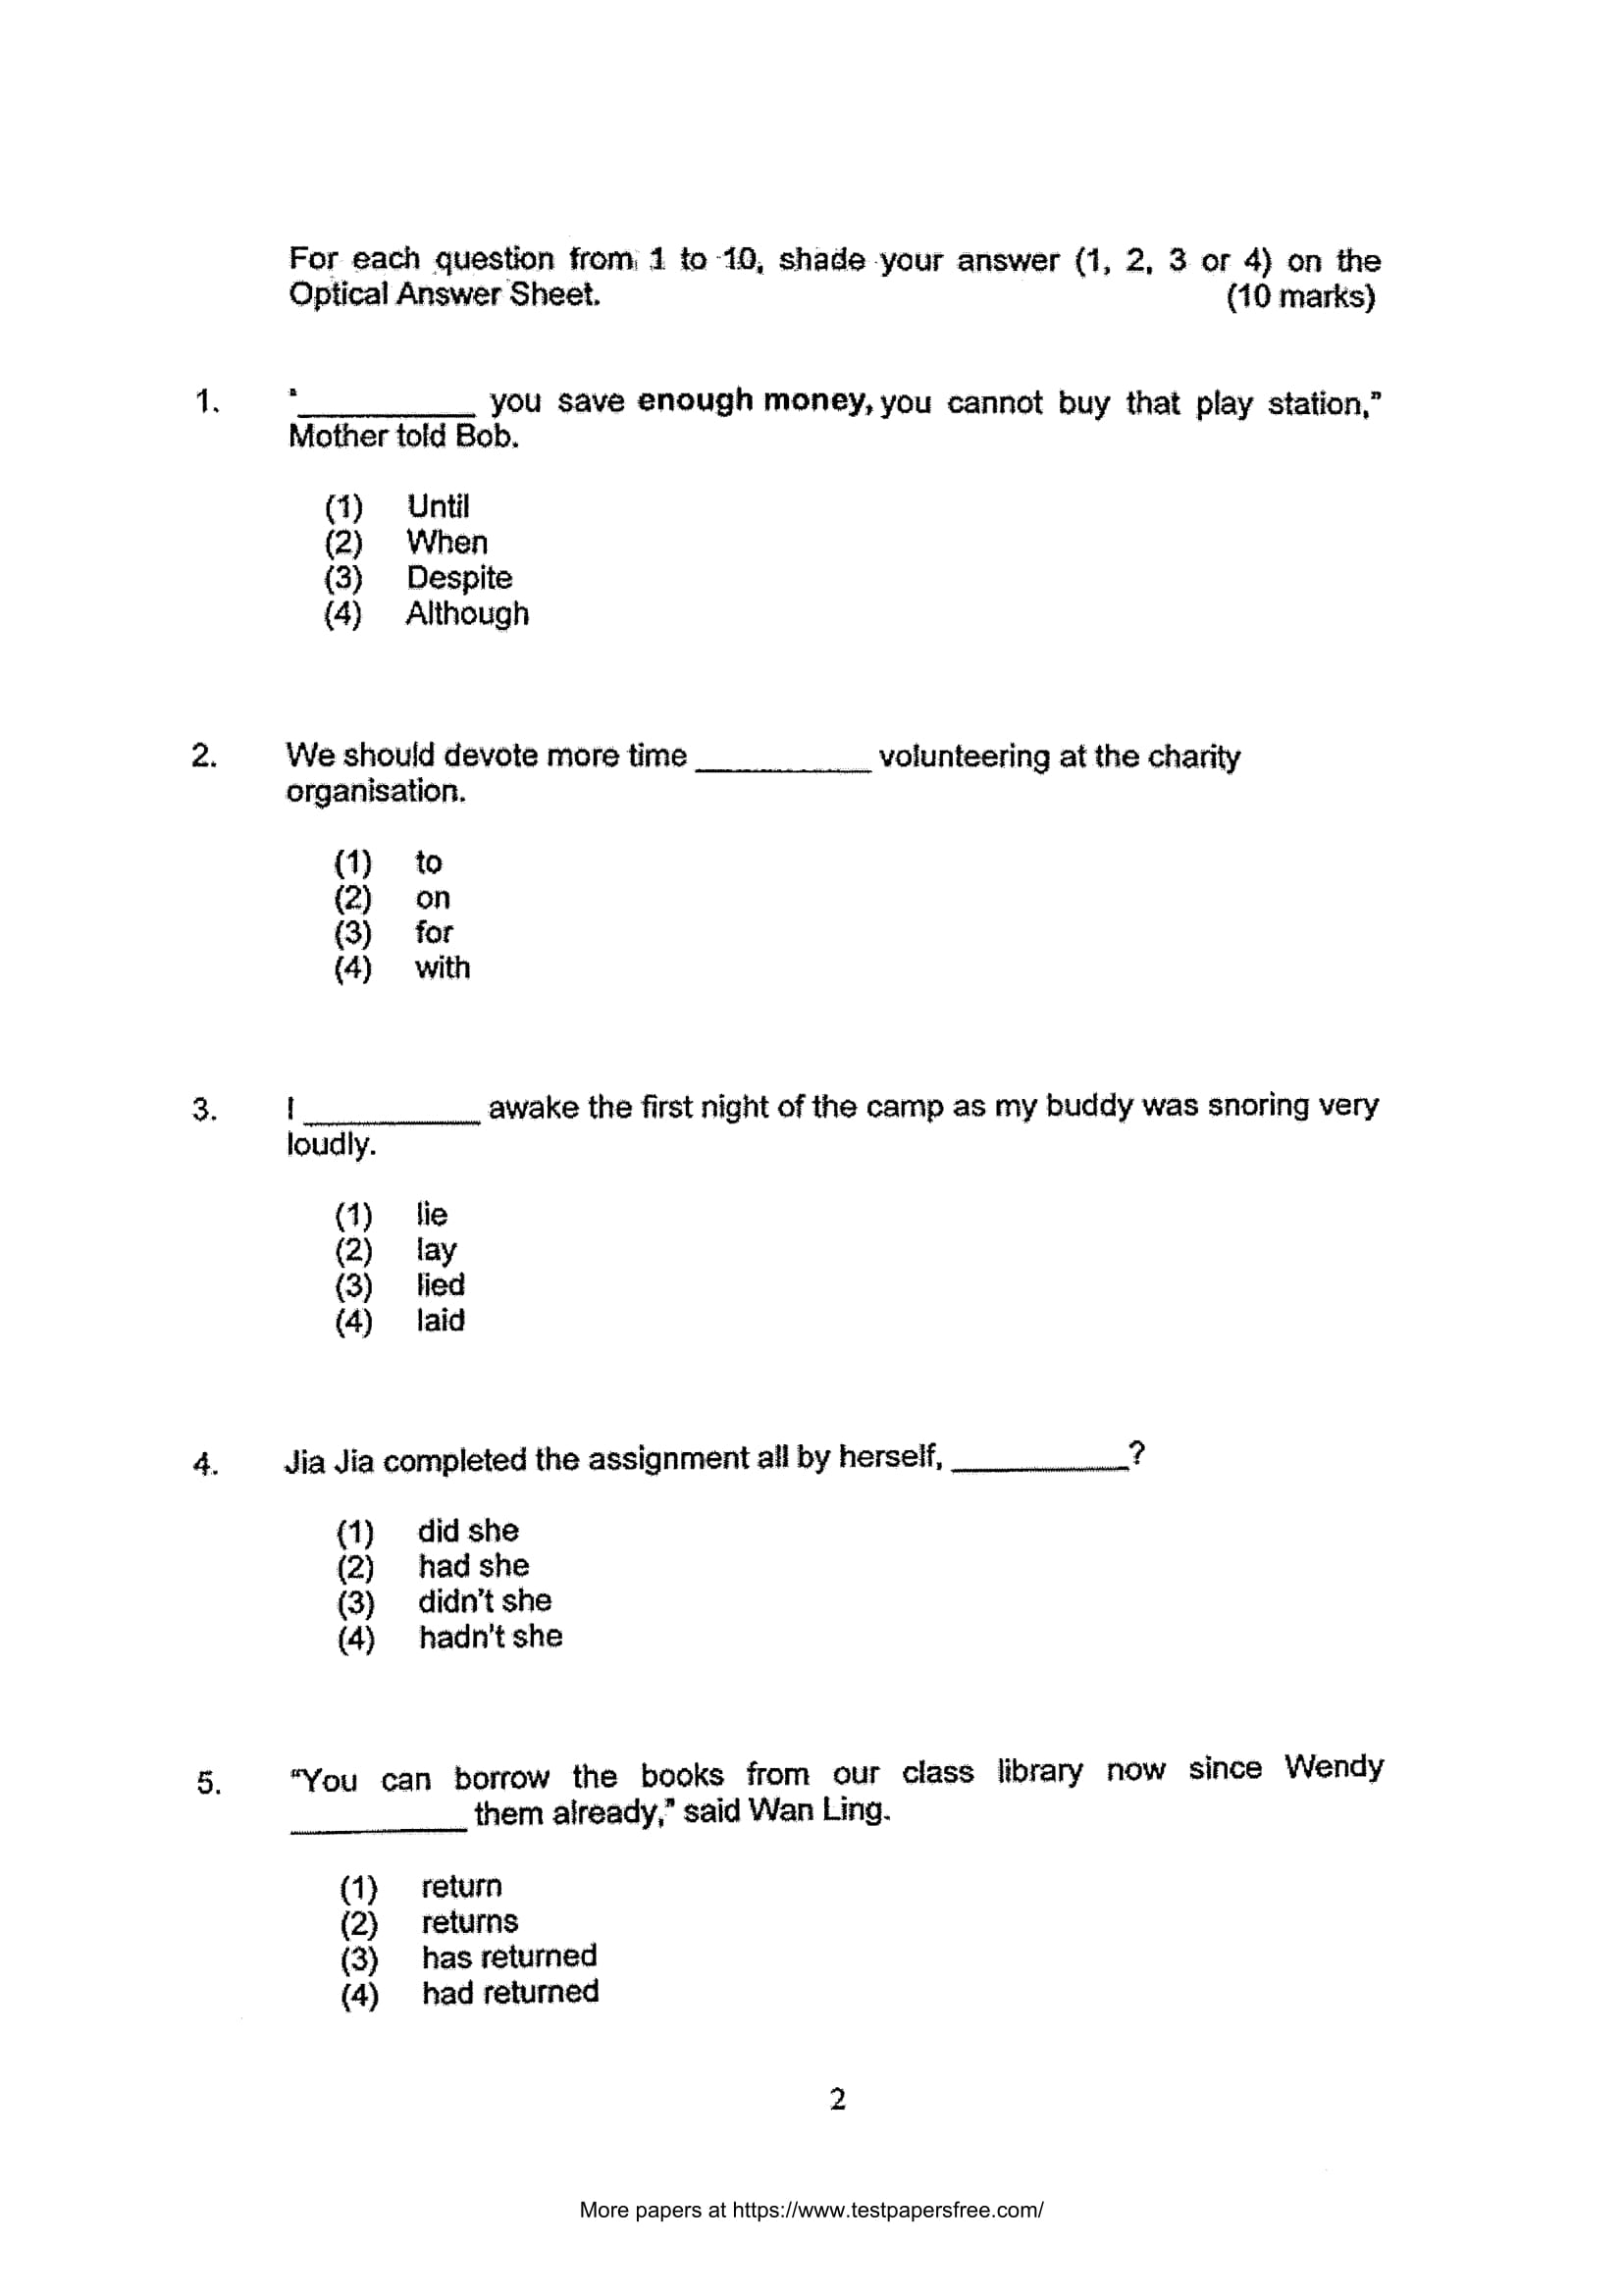 For each question from 1 to 10, shade your answer (1, 2, 3 or 4) on the
Optical Answer Sheet. (10 marks)
1. "__________ you save enough money, you cannot buy that play station,"
Mother told Bob.
(1) Until
(2) When
(3) Despite
(4) Although
2. We should devote more time __________ volunteering at the charity
organisation.
(1) to
(2) on
(3) for
(4) with
3. I __________ awake the first night of the camp as my buddy was snoring very
loudly.
(1) lie
(2) lay
(3) lied
(4) laid
4. Jia Jia completed the assignment all by herself, __________?
(1) did she
(2) had she
(3) didn't she
(4) hadn't she
5. "You can borrow the books from our class library now since Wendy
__________ them already," said Wan Ling.
(1) return
(2) returns
(3) has returned
(4) had returned
2
More papers at https://www.testpapersfree.com/